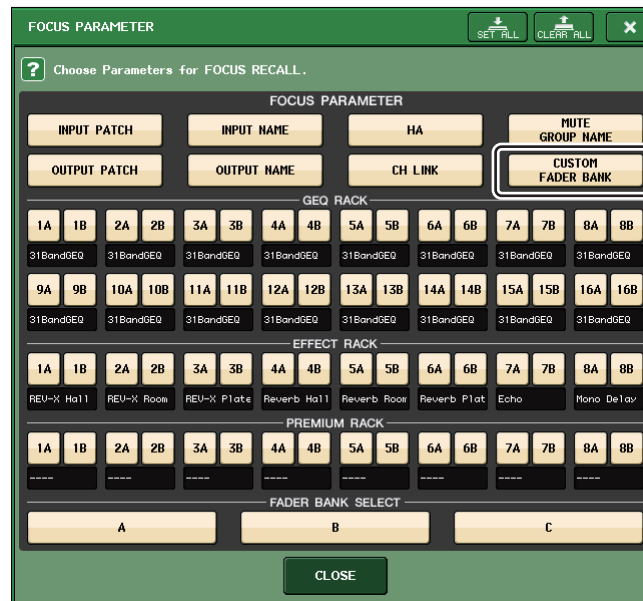 FOCUS PARAMETER SET ALL CLEAR ALL
? Choose Parameters for FOCUS RECALL.
FOCUS PARAMETER
INPUT PATCH INPUT NAME HA MUTE GROUP NAME
OUTPUT PATCH OUTPUT NAME CH LINK CUSTOM FADER BANK
GEQ RACK
1A 1B 2A 2B 3A 3B 4A 4B 5A 5B 6A 6B 7A 7B 8A 8B
31BandGEQ 31BandGEQ 31BandGEQ 31BandGEQ 31BandGEQ 31BandGEQ 31BandGEQ 31BandGEQ
9A 9B 10A 10B 11A 11B 12A 12B 13A 13B 14A 14B 15A 15B 16A 16B
31BandGEQ 31BandGEQ 31BandGEQ 31BandGEQ 31BandGEQ 31BandGEQ 31BandGEQ 31BandGEQ
EFFECT RACK
1A 1B 2A 2B 3A 3B 4A 4B 5A 5B 6A 6B 7A 7B 8A 8B
REV-X Hall REV-X Room REV-X Plate Reverb Hall Reverb Room Reverb Plat Echo Mono Delay
PREMIUM RACK
1A 1B 2A 2B 3A 3B 4A 4B 5A 5B 6A 6B 7A 7B 8A 8B
---- ---- ---- ---- ---- ---- ---- ----
FADER BANK SELECT
A B C
CLOSE